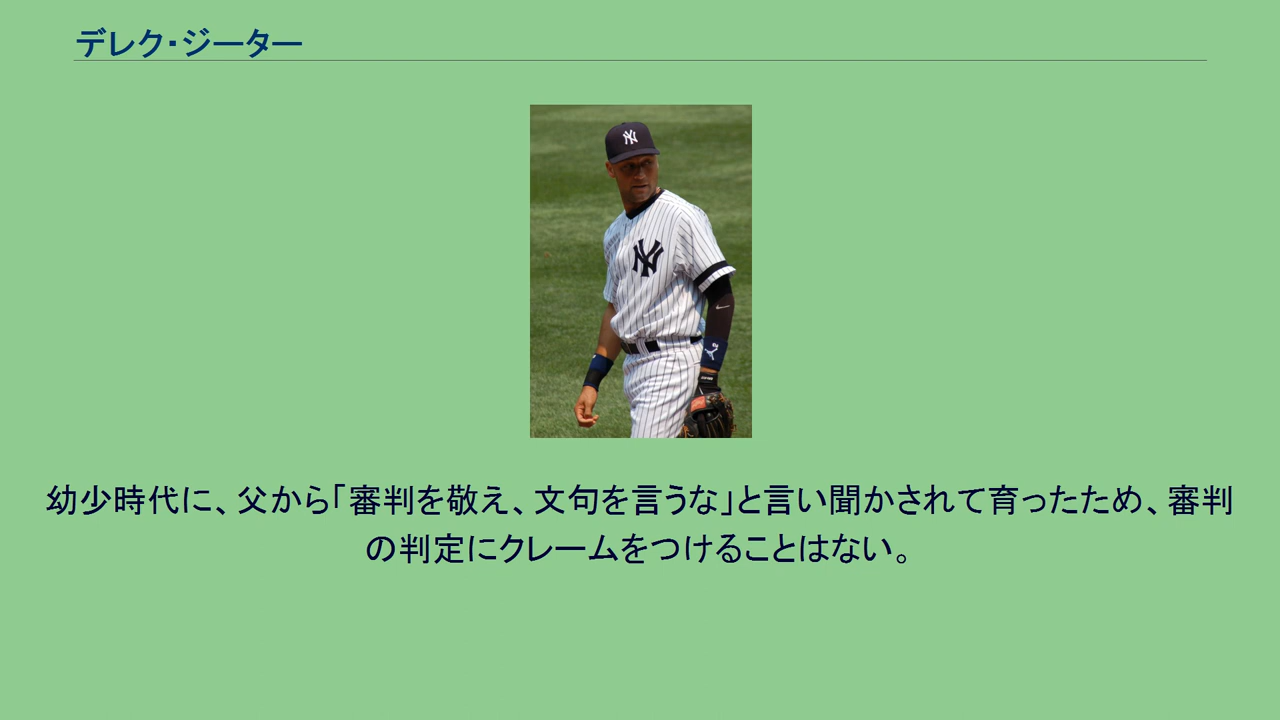 デレク・ジーター
NY
NY
幼少時代に、父から「審判を敬え、文句を言うな」と言い聞かされて育ったため、審判
の判定にクレームをつけることはない。